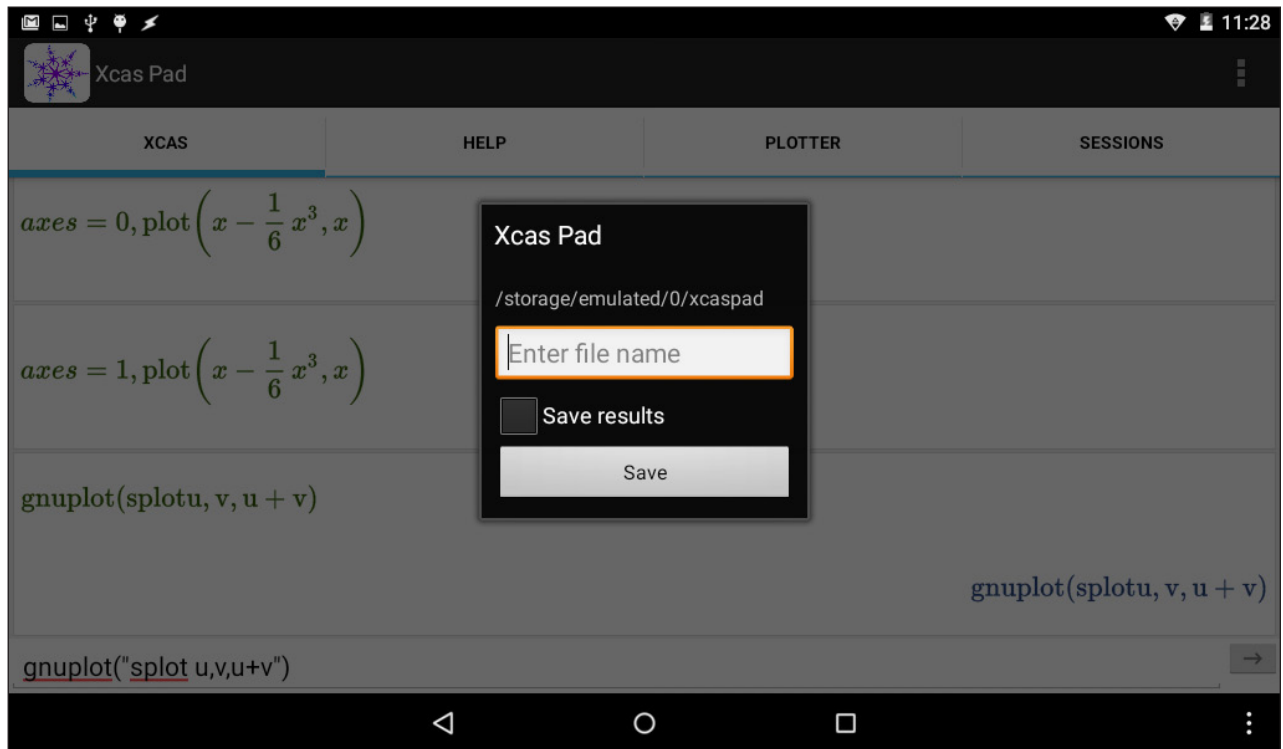 11:28
Xcas Pad
XCAS HELP PLOTTER SESSIONS
axes = 0, plot(x − 1/6 x³, x)
axes = 1, plot(x − 1/6 x³, x)
gnuplot(splotu, v, u + v)
gnuplot(splotu, v, u + v)
gnuplot("splot u,v,u+v")
→
Xcas Pad
/storage/emulated/0/xcaspad
Enter file name
Save results
Save